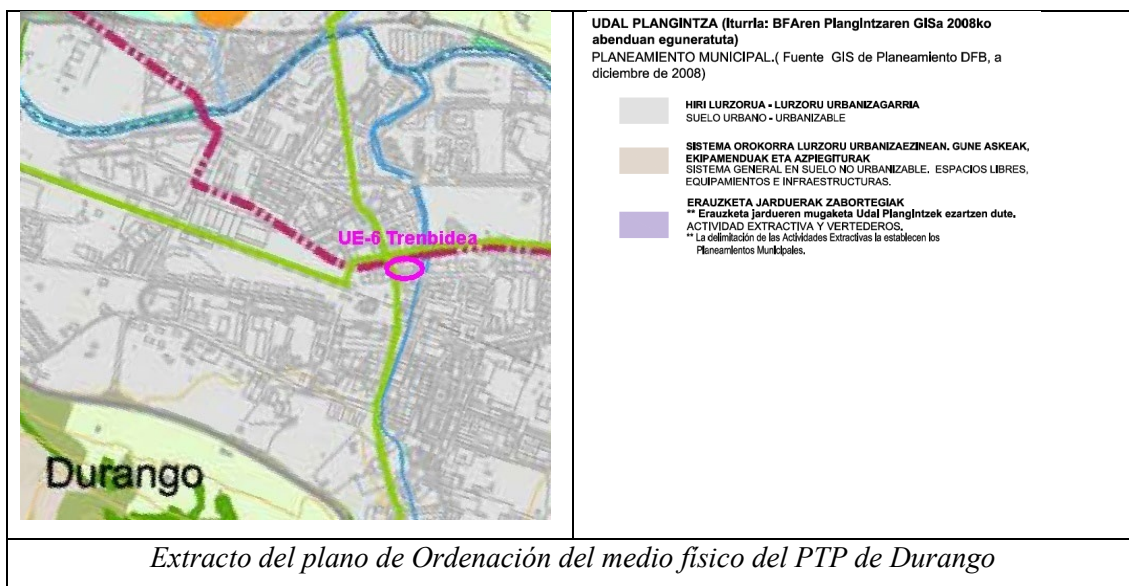 UE-6 Trenbidea
Durango
UDAL PLANGINTZA (Iturria: BFAren Plangintzaren GISa 2008ko
abenduan eguneratuta)
PLANEAMIENTO MUNICIPAL.( Fuente GIS de Planeamiento DFB, a
diciembre de 2008)
HIRI LURZORUA - LURZORU URBANIZAGARRIA
SUELO URBANO - URBANIZABLE
SISTEMA OROKORRA LURZORU URBANIZAEZINEAN. GUNE ASKEAK,
EKIPAMENDUAK ETA AZPIEGITURAK
SISTEMA GENERAL EN SUELO NO URBANIZABLE. ESPACIOS LIBRES,
EQUIPAMIENTOS E INFRAESTRUCTURAS.
ERAUZKETA JARDUERAK ZABORTEGIAK
** Erauzketa jardueren mugaketa Udal Plangintzek ezartzen dute.
ACTIVIDAD EXTRACTIVA Y VERTEDEROS.
** La delimitación de las Actividades Extractivas la establecen los
Planeamientos Municipales.
Extracto del plano de Ordenación del medio físico del PTP de Durango